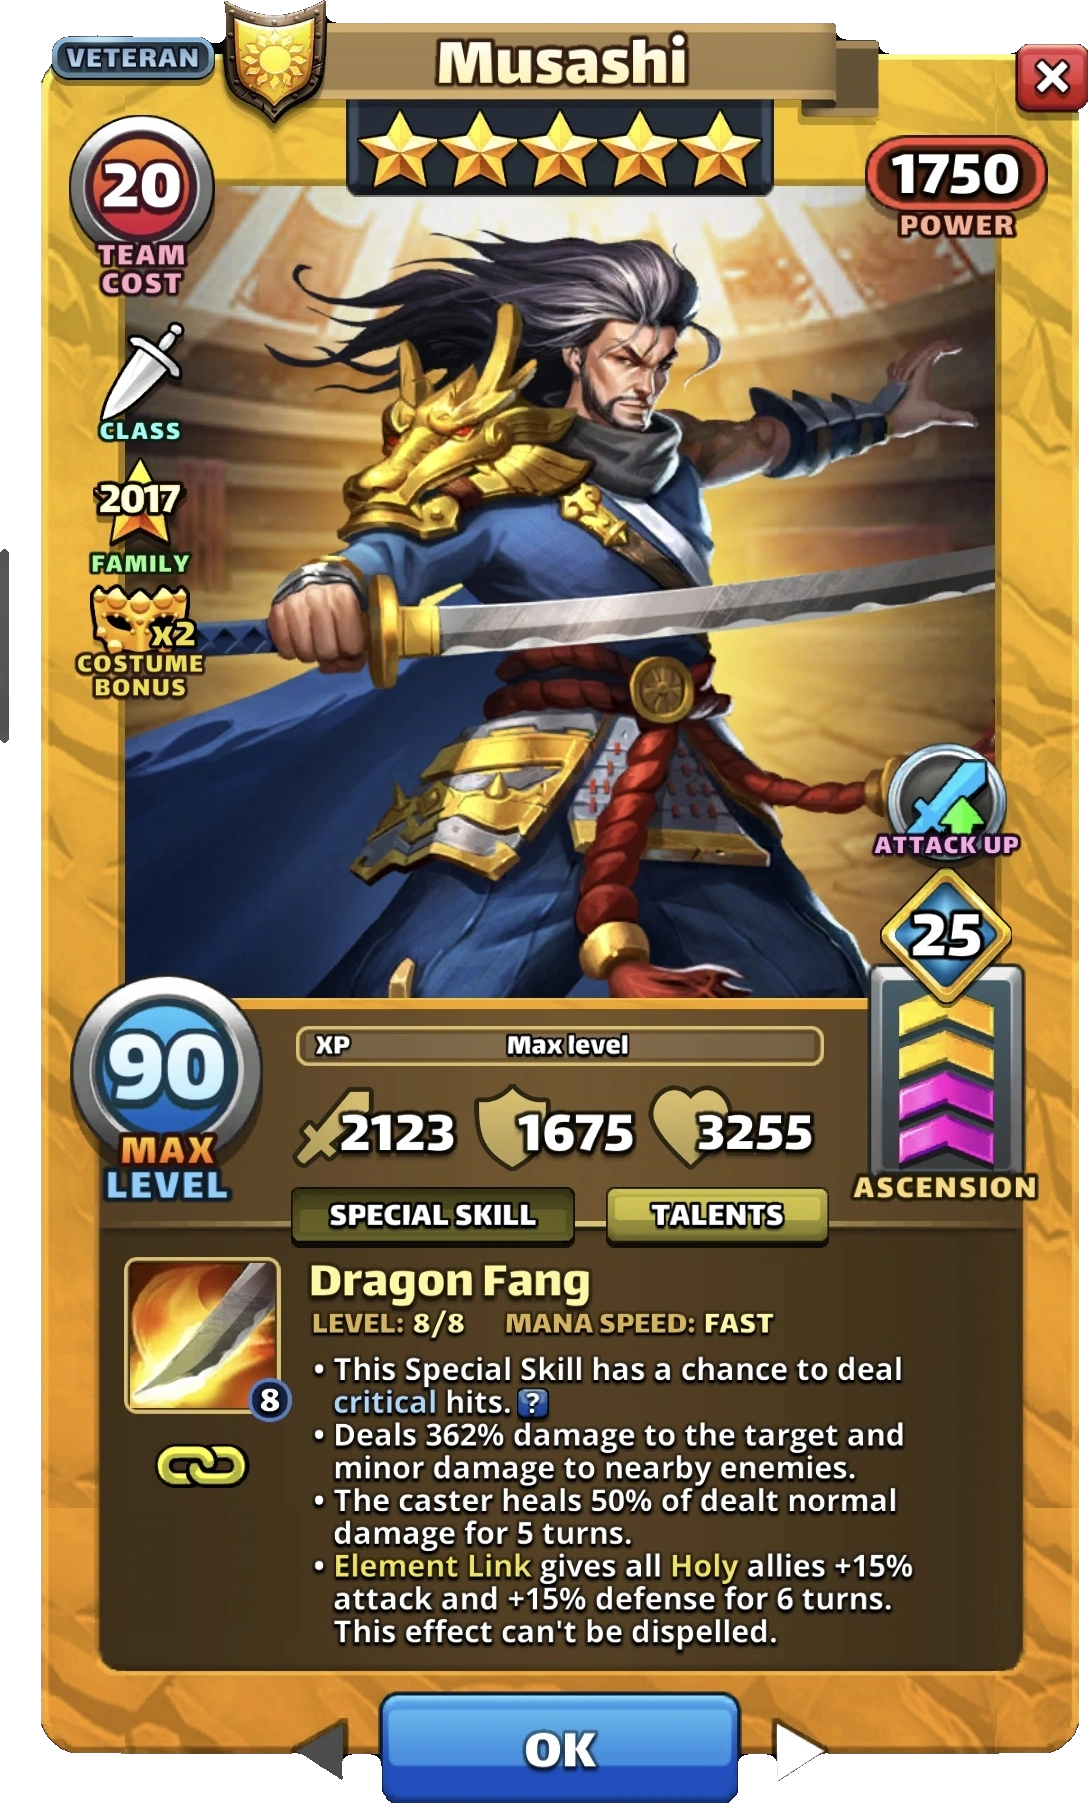 VETERAN
Musashi
20
TEAM
COST
1750
POWER
CLASS
2017
FAMILY
x2
COSTUME
BONUS
ATTACK UP
25
90
MAX
LEVEL
XP Max level
2123 1675 3255
ASCENSION
SPECIAL SKILL TALENTS
Dragon Fang
LEVEL: 8/8 MANA SPEED: FAST
8
• This Special Skill has a chance to deal
critical hits. ?
• Deals 362% damage to the target and
minor damage to nearby enemies.
• The caster heals 50% of dealt normal
damage for 5 turns.
• Element Link gives all Holy allies +15%
attack and +15% defense for 6 turns.
This effect can't be dispelled.
OK